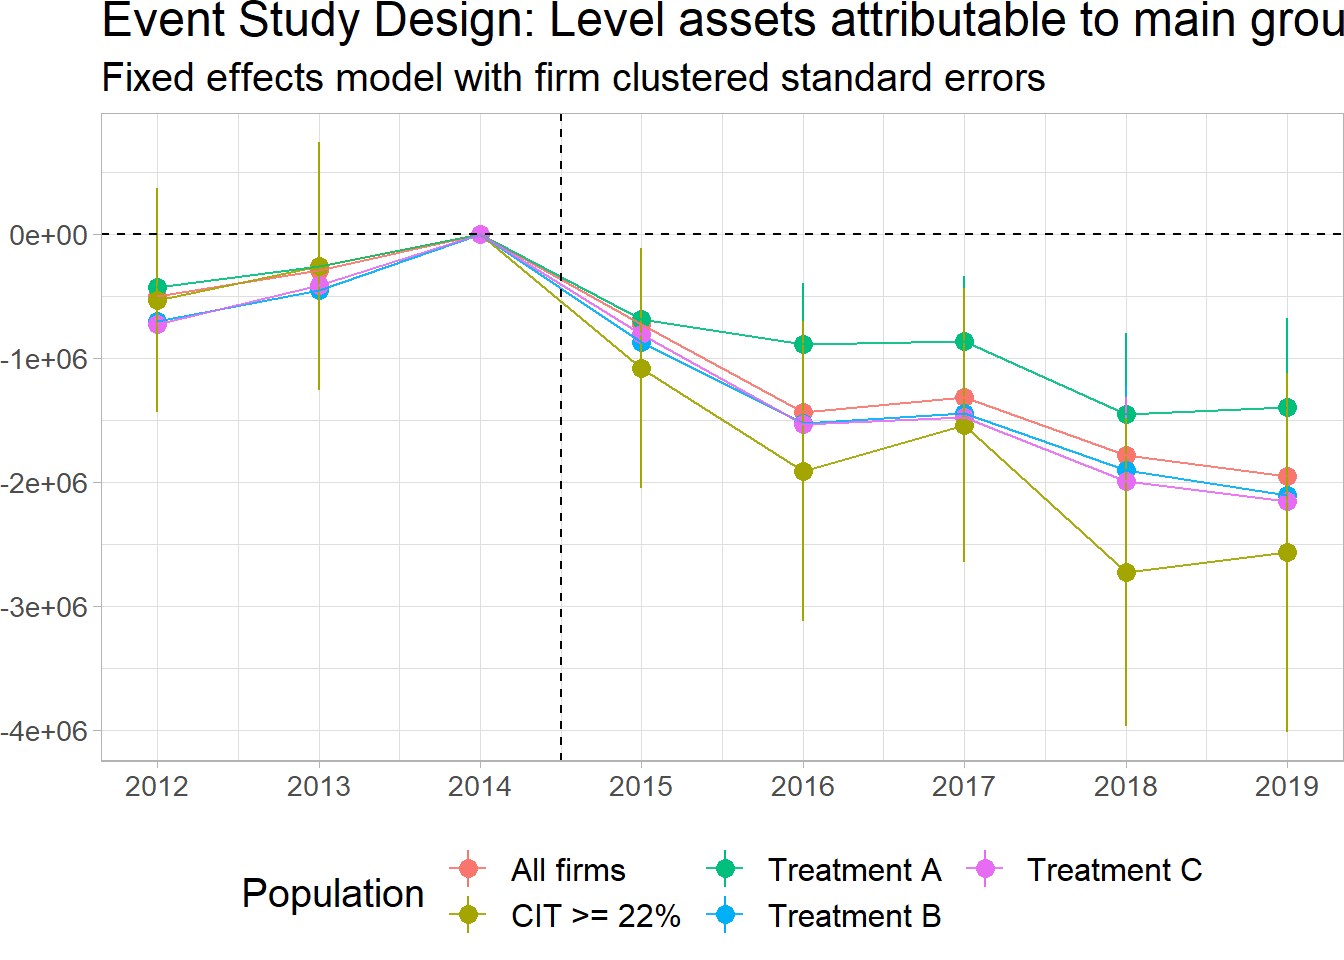 Event Study Design: Level assets attributable to main grou
Fixed effects model with firm clustered standard errors
0e+00
-1e+06
-2e+06
-3e+06
-4e+06
2012 2013 2014 2015 2016 2017 2018 2019
Population
All firms
CIT >= 22%
Treatment A
Treatment B
Treatment C